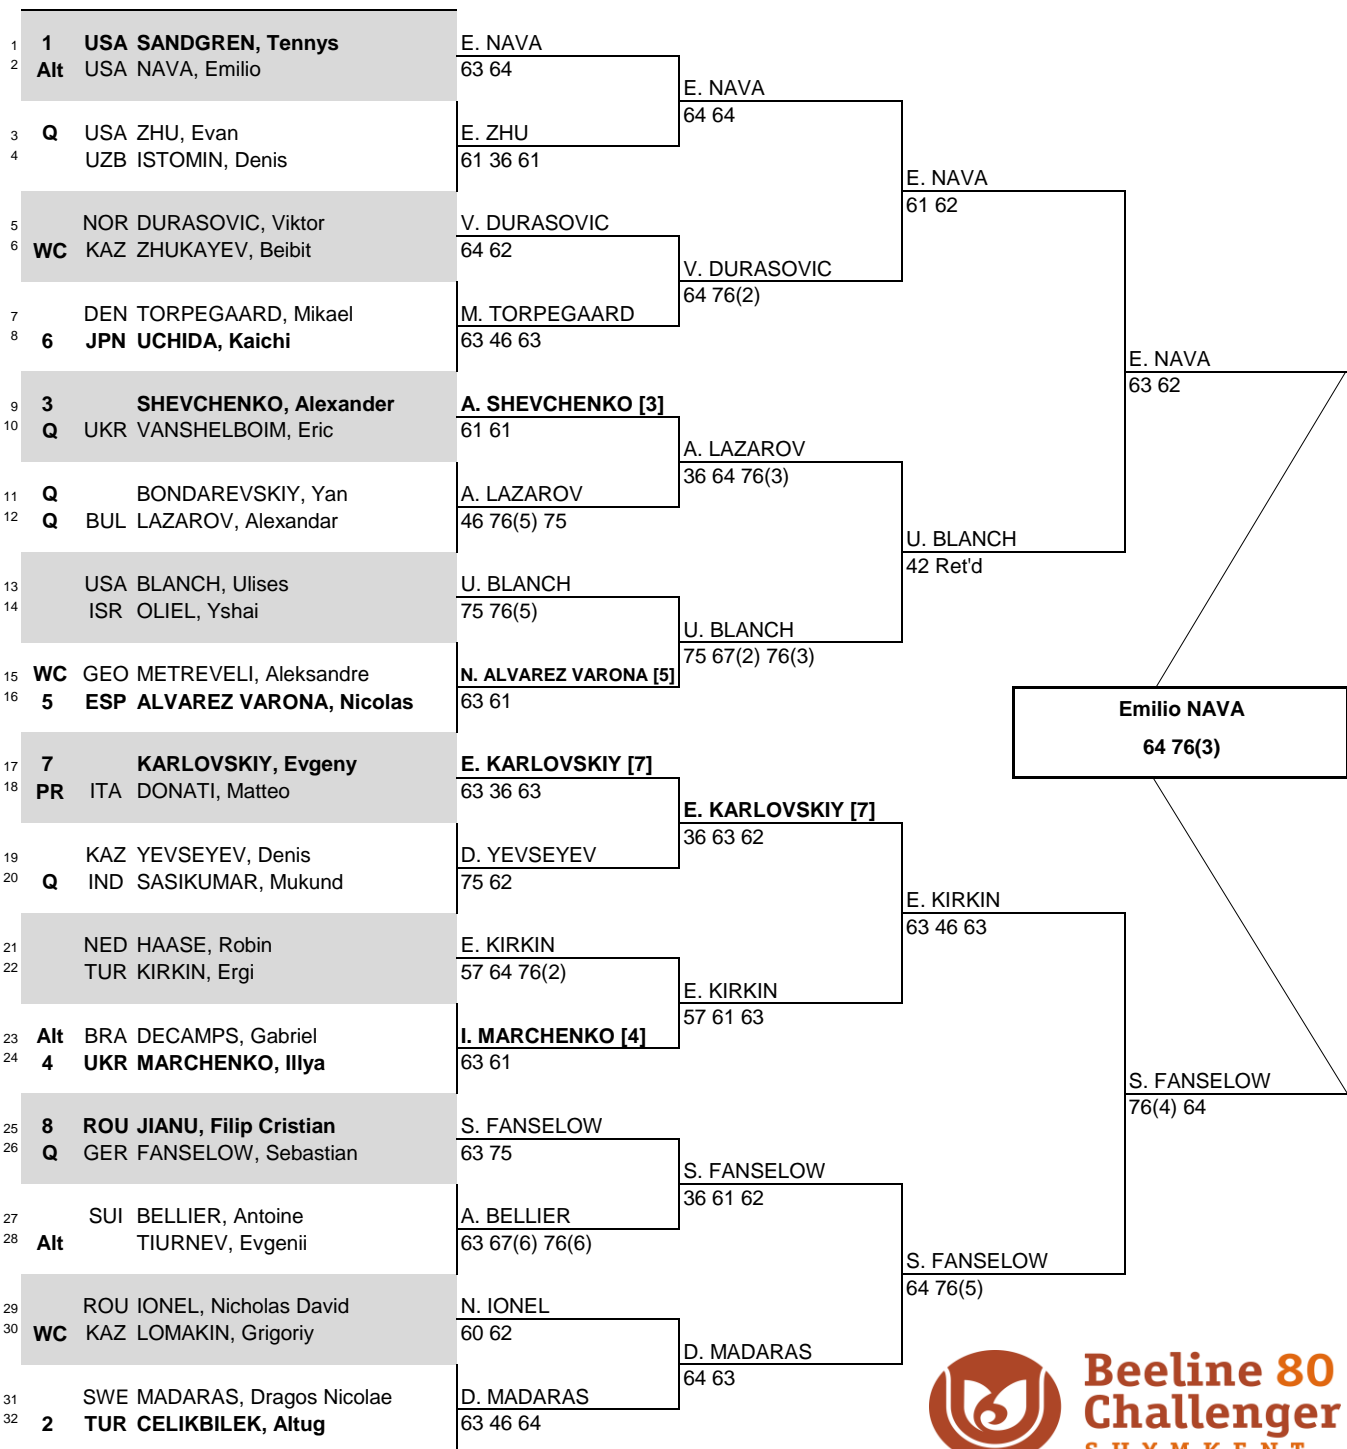 1 1 USA SANDGREN, Tennys
2 Alt USA NAVA, Emilio
3 Q USA ZHU, Evan
4 UZB ISTOMIN, Denis
5 NOR DURASOVIC, Viktor
6 WC KAZ ZHUKAYEV, Beibit
7 DEN TORPEGAARD, Mikael
8 6 JPN UCHIDA, Kaichi
9 3 SHEVCHENKO, Alexander
10 Q UKR VANSHELBOIM, Eric
11 Q BONDAREVSKIY, Yan
12 Q BUL LAZAROV, Alexandar
13 USA BLANCH, Ulises
14 ISR OLIEL, Yshai
15 WC GEO METREVELI, Aleksandre
16 5 ESP ALVAREZ VARONA, Nicolas
17 7 KARLOVSKIY, Evgeny
18 PR ITA DONATI, Matteo
19 KAZ YEVSEYEV, Denis
20 Q IND SASIKUMAR, Mukund
21 NED HAASE, Robin
22 TUR KIRKIN, Ergi
23 Alt BRA DECAMPS, Gabriel
24 4 UKR MARCHENKO, Illya
25 8 ROU JIANU, Filip Cristian
26 Q GER FANSELOW, Sebastian
27 SUI BELLIER, Antoine
28 Alt TIURNEV, Evgenii
29 ROU IONEL, Nicholas David
30 WC KAZ LOMAKIN, Grigoriy
31 SWE MADARAS, Dragos Nicolae
32 2 TUR CELIKBILEK, Altug
E. NAVA
63 64
E. ZHU
61 36 61
V. DURASOVIC
64 62
M. TORPEGAARD
63 46 63
A. SHEVCHENKO [3]
61 61
A. LAZAROV
46 76(5) 75
U. BLANCH
75 76(5)
N. ALVAREZ VARONA [5]
63 61
E. KARLOVSKIY [7]
63 36 63
D. YEVSEYEV
75 62
E. KIRKIN
57 64 76(2)
I. MARCHENKO [4]
63 61
S. FANSELOW
63 75
A. BELLIER
63 67(6) 76(6)
N. IONEL
60 62
D. MADARAS
63 46 64
E. NAVA
64 64
V. DURASOVIC
64 76(2)
A. LAZAROV
36 64 76(3)
U. BLANCH
75 67(2) 76(3)
E. KARLOVSKIY [7]
36 63 62
E. KIRKIN
57 61 63
S. FANSELOW
36 61 62
D. MADARAS
64 63
E. NAVA
61 62
U. BLANCH
42 Ret'd
E. KIRKIN
63 46 63
S. FANSELOW
64 76(5)
E. NAVA
63 62
S. FANSELOW
76(4) 64
Emilio NAVA
64 76(3)
Beeline 80
Challenger
SHYMKENT